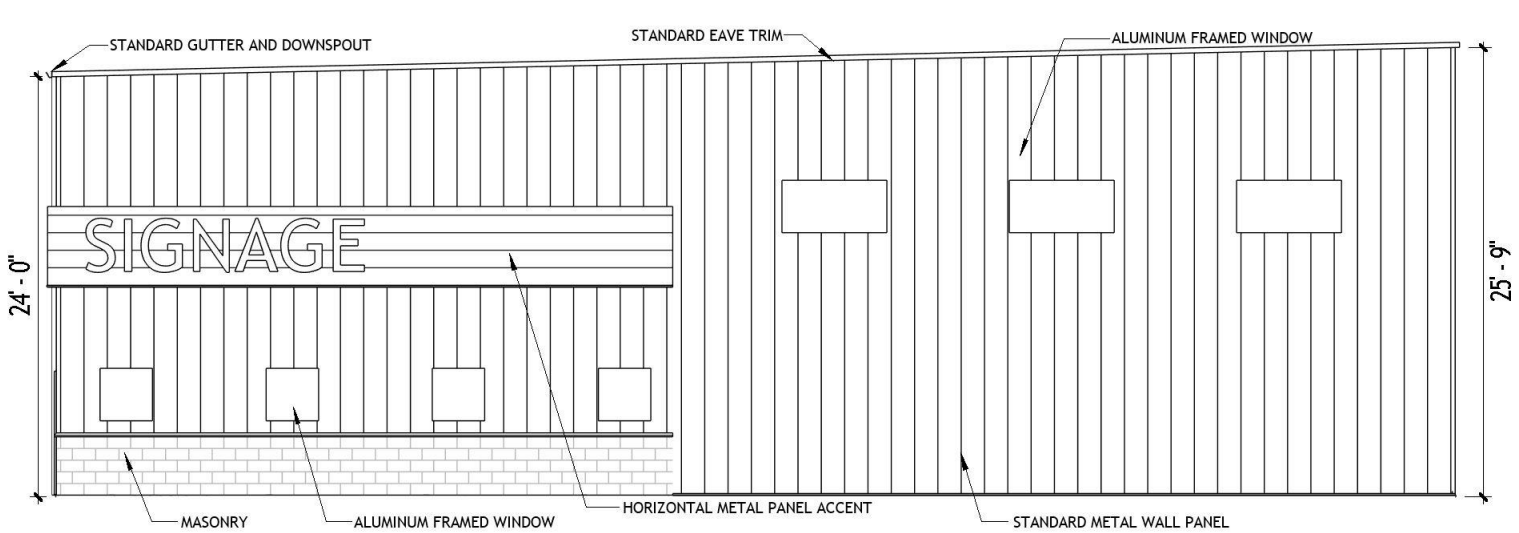 STANDARD GUTTER AND DOWNSPOUT
STANDARD EAVE TRIM
ALUMINUM FRAMED WINDOW
SIGNAGE
24' - 0"
25' - 9"
MASONRY
ALUMINUM FRAMED WINDOW
HORIZONTAL METAL PANEL ACCENT
STANDARD METAL WALL PANEL